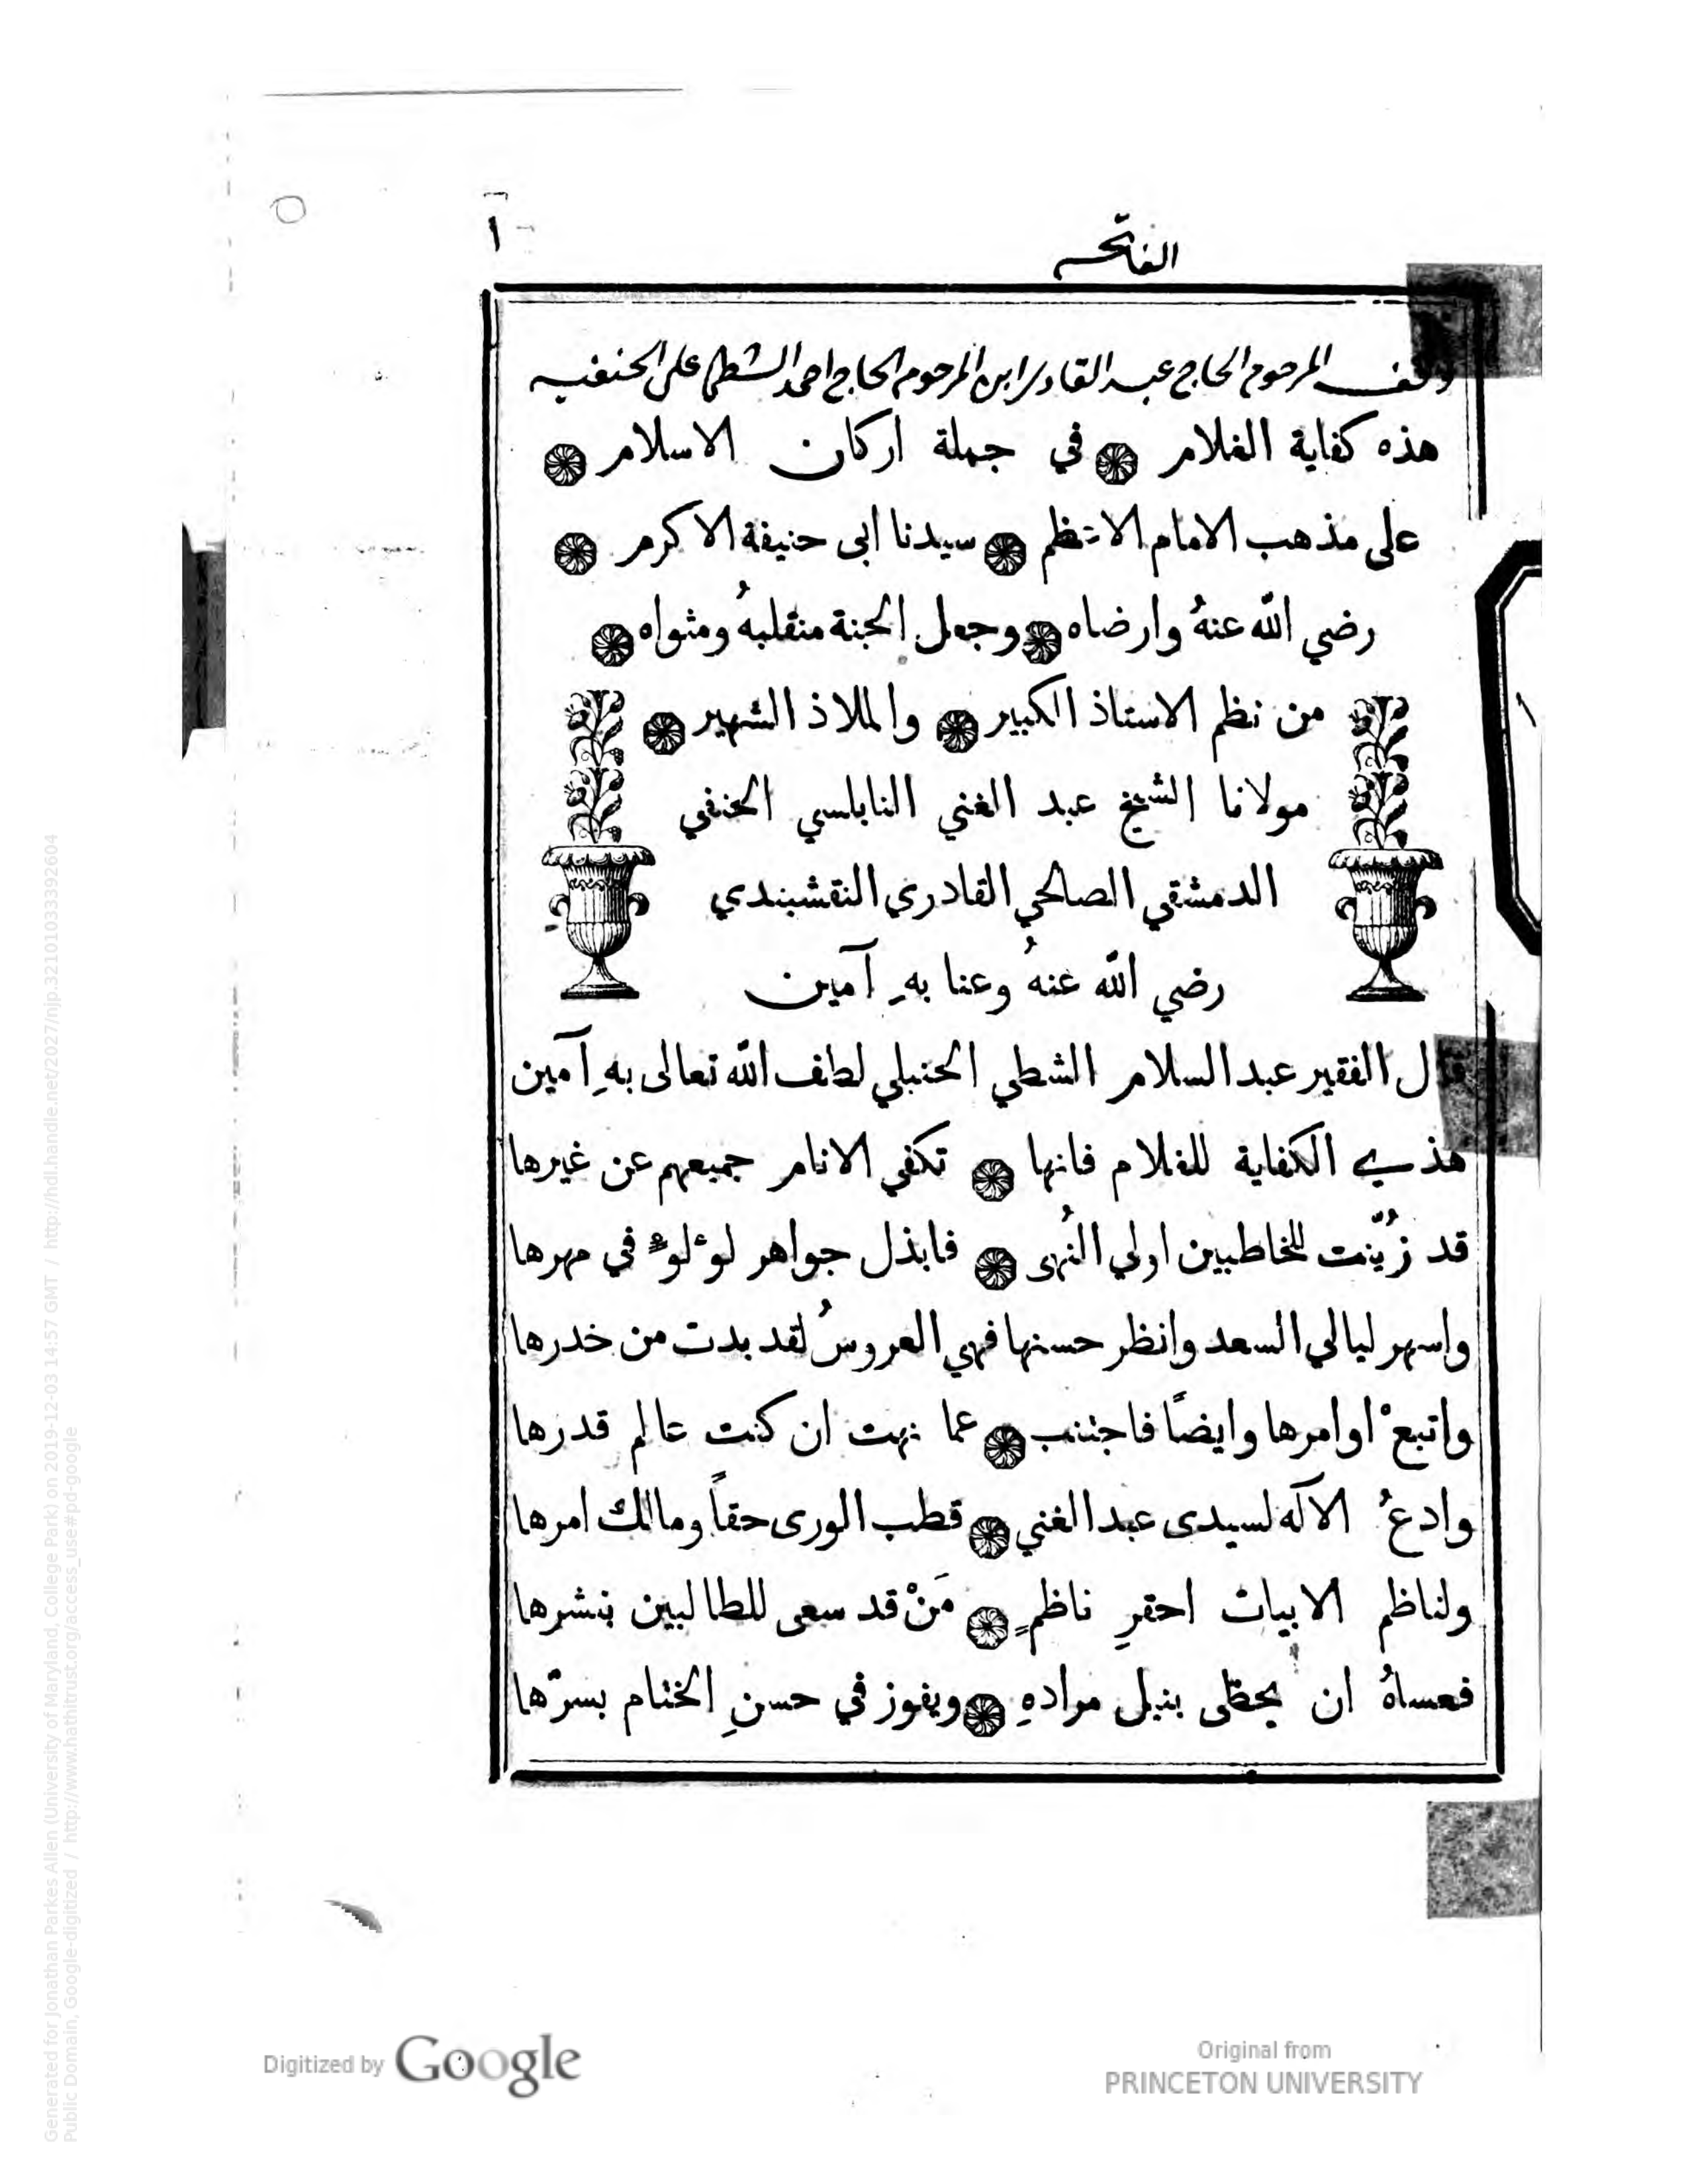 ١
الفاتحه
وقف المرحوم الحاج عبد القادر ابن المرحوم الحاج احمد الشطي على الحنفيه
هذه كفاية الغلام في جملة اركان الاسلام
على مذهب الامام الاعظم سيدنا ابى حنيفة الاكرم
رضي الله عنهُ وارضاه وجعل الجنة منقلبهُ ومثواه
من نظم الاستاذ الكبير والملاذ الشهير
مولانا الشيخ عبد الغني النابلسي الحنفي
الدمشقي الصالحي القادري النقشبندي
رضي الله عنهُ وعنا بهِ آمين
قال الفقير عبد السلام الشطي الحنبلي لطف الله تعالى بهِ آمين
هذي الكفاية للغلام فانها تكفي الانام جميعهم عن غيرها
قد زُيّنت للخاطبين اولي النُهى فابذل جواهر لوءلوءٍ في مهرها
واسهر ليالي السعد وانظر حسنها فهي العروسُ لقد بدت من خدرها
واتبعْ اوامرها وايضاً فاجتنب عما نهت ان كنت عالم قدرها
وادعُ الآله لسيدى عبد الغني قطب الورى حقاً ومالك امرها
ولناظم الابيات احقرِ ناظمٍ مَنْ قد سعى للطالبين بنشرها
فعساهُ ان يحظى بنيل مرادهِ ويفوز في حسنِ الختام بسرّها
Digitized by Google
Original from
PRINCETON UNIVERSITY
Generated for Jonathan Parkes Allen (University of Maryland, College Park) on 2019-12-03 14:57 GMT / http://hdl.handle.net/2027/njp.32101033392604
Public Domain, Google-digitized / http://www.hathitrust.org/access_use#pd-google